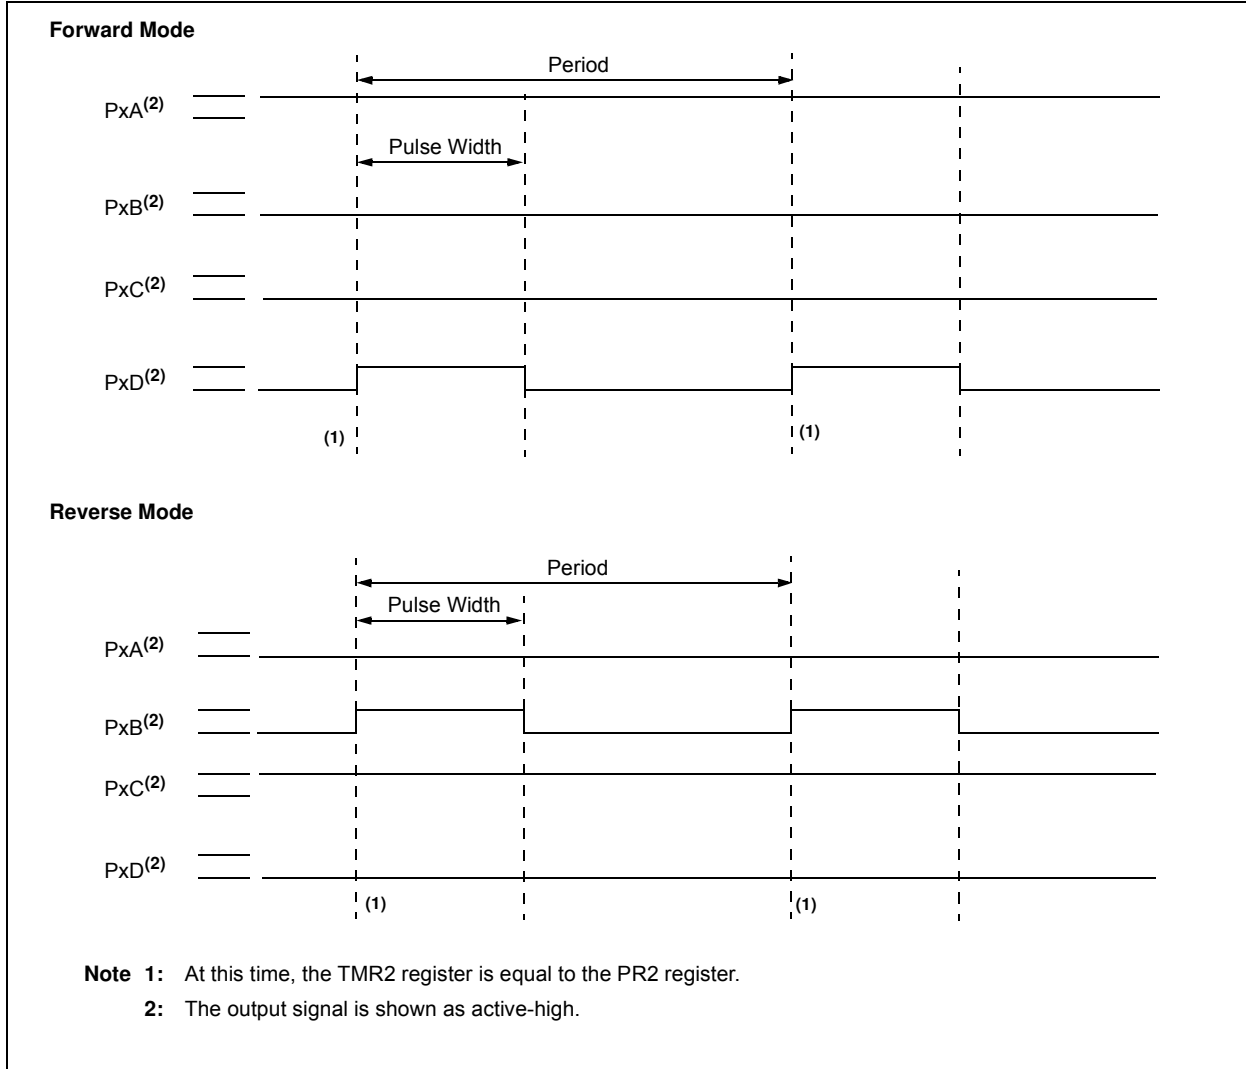 Forward Mode
Period
PxA(2)
Pulse Width
PxB(2)
PxC(2)
PxD(2)
(1) (1)
Reverse Mode
Period
Pulse Width
PxA(2)
PxB(2)
PxC(2)
PxD(2)
(1) (1)
Note 1: At this time, the TMR2 register is equal to the PR2 register.
2: The output signal is shown as active-high.